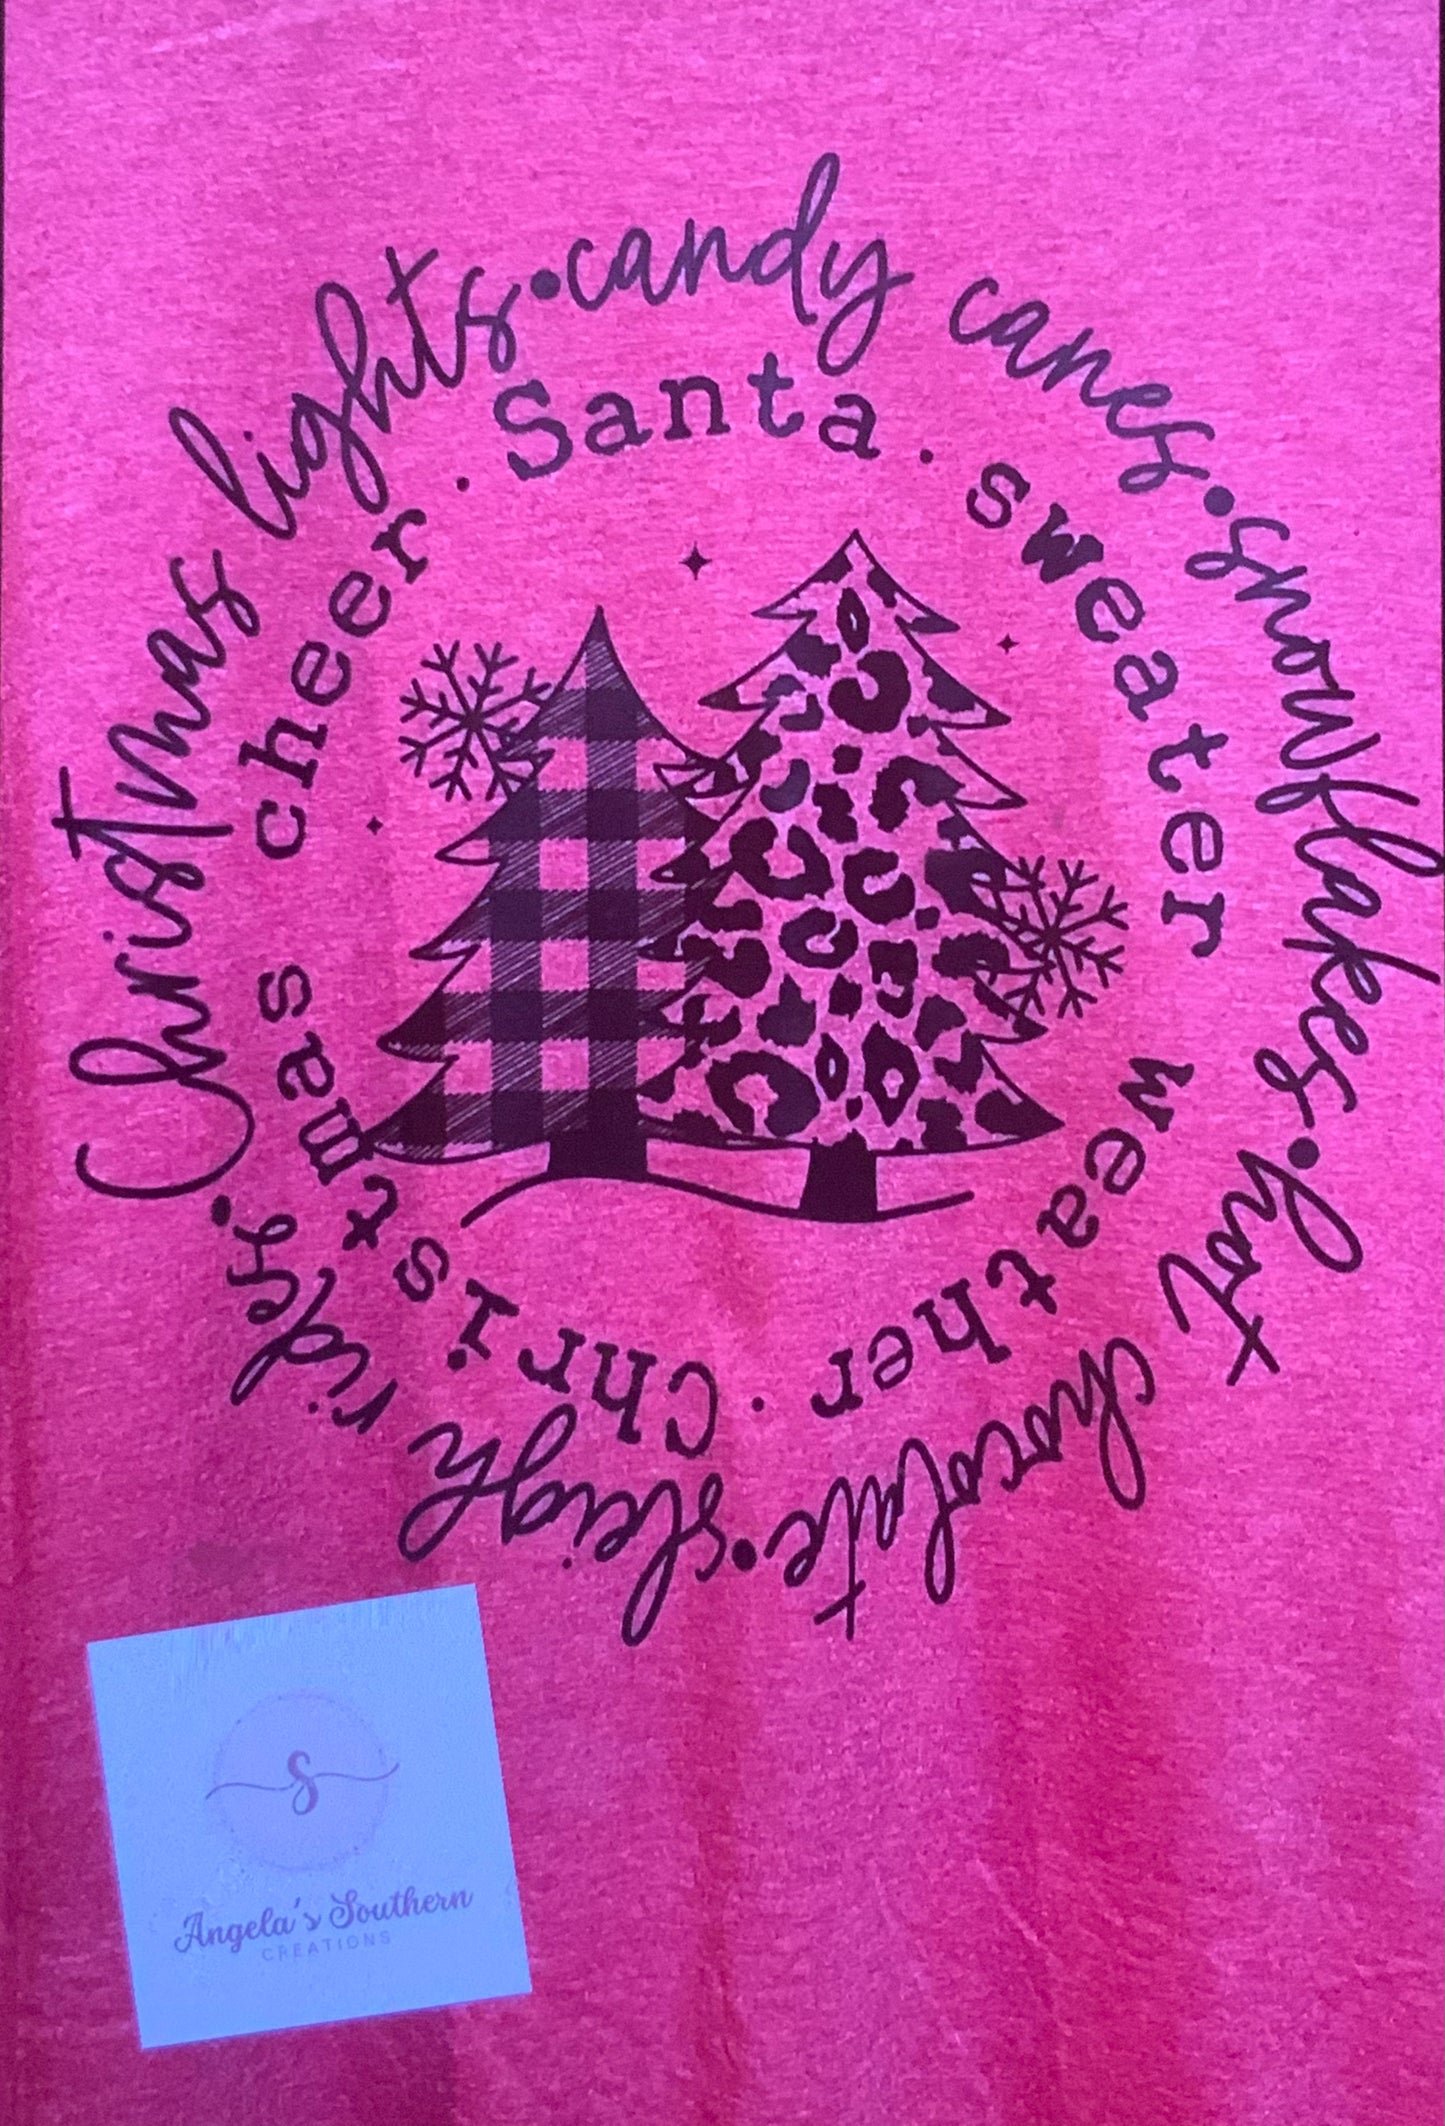 Christmas lights • candy canes • snowflakes • hot chocolate • sleigh rides •
Santa . sweater weather . Christmas cheer .
S
Angela's Southern
CREATIONS